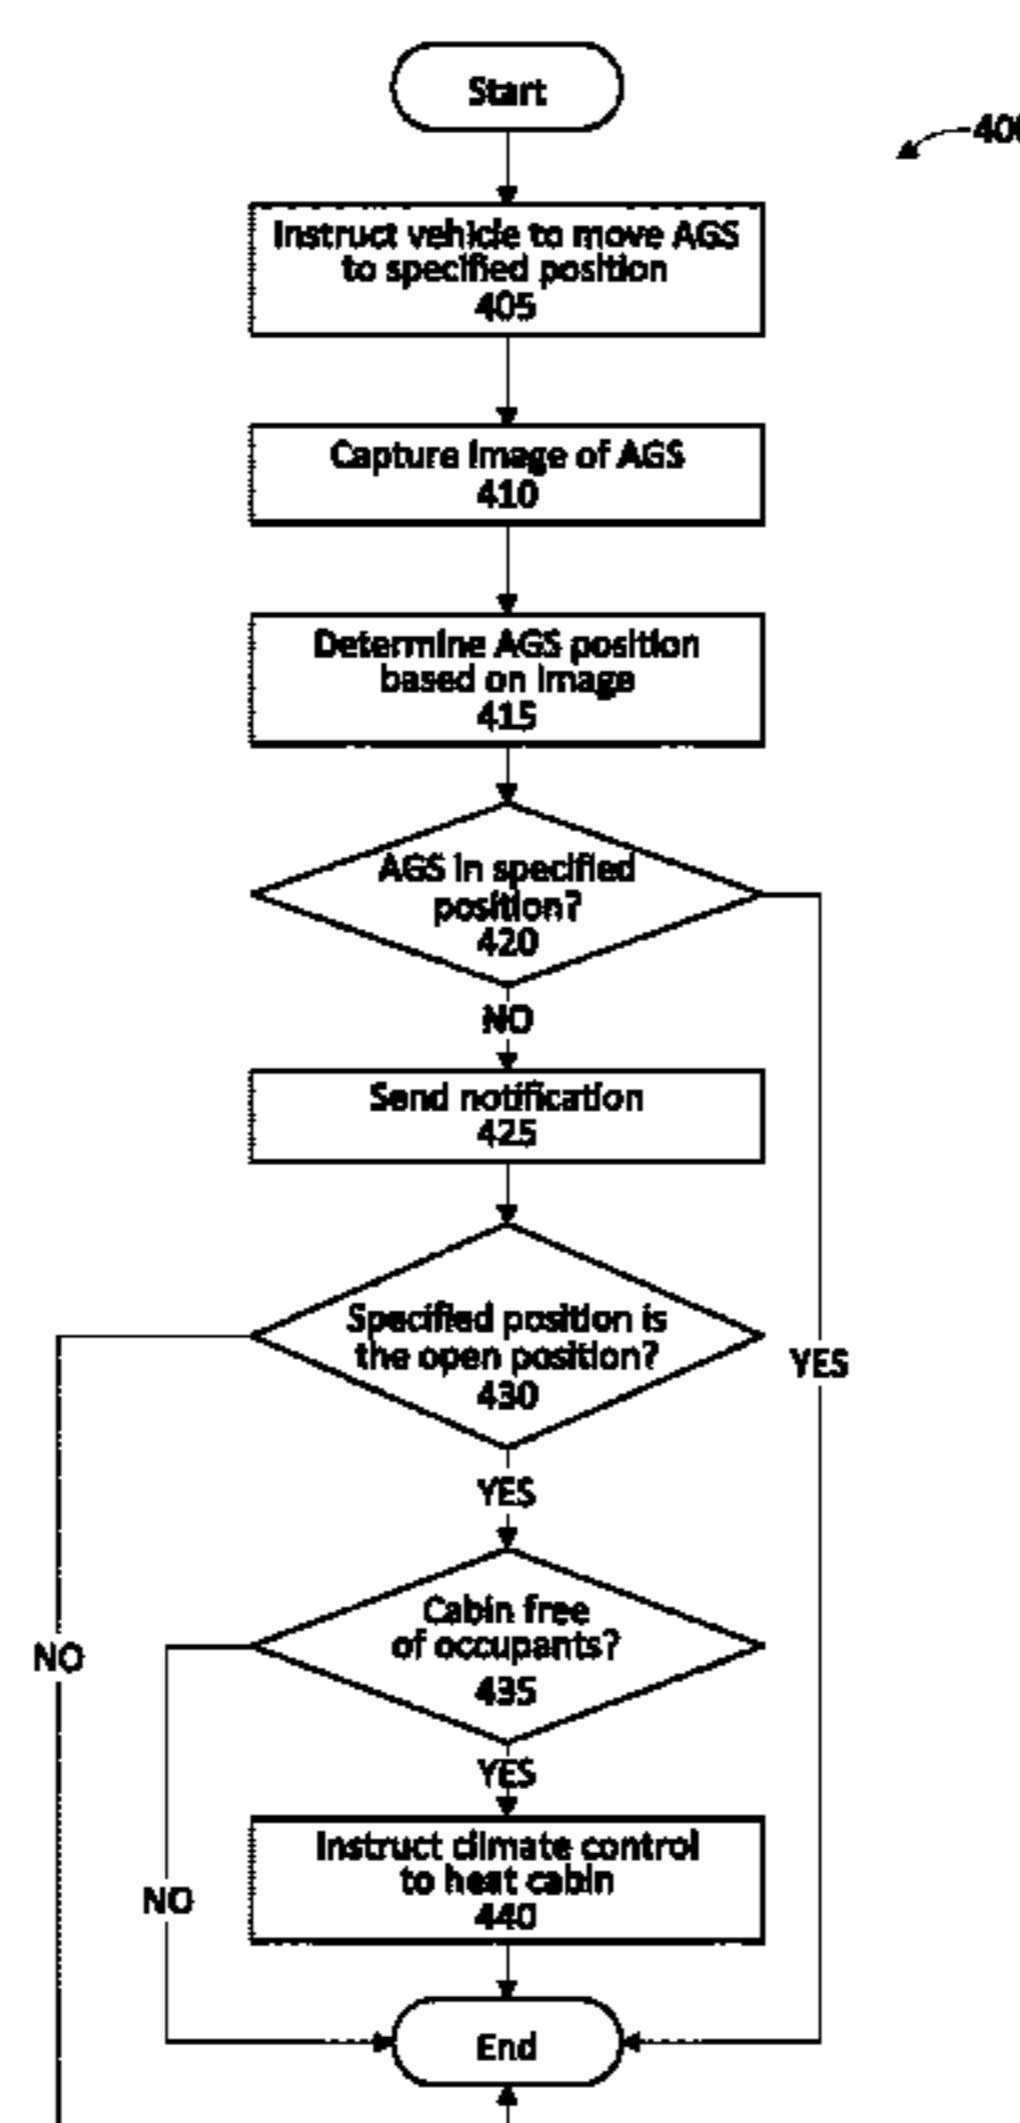 Start
400
Instruct vehicle to move AGS
to specified position
405
Capture image of AGS
410
Determine AGS position
based on image
415
AGS in specified
position?
420
NO
Send notification
425
Specified position is
the open position?
430
YES
YES
Cabin free
of occupants?
435
NO
YES
Instruct climate control
to heat cabin
440
NO
End